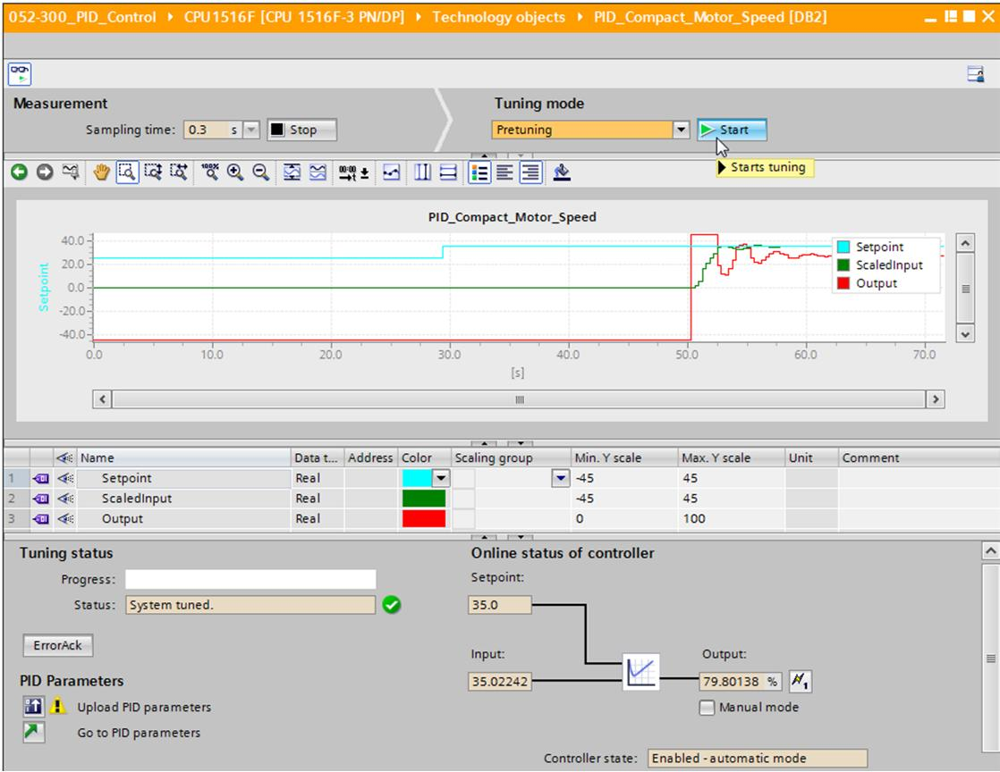 052-300_PID_Control ▸ CPU1516F [CPU 1516F-3 PN/DP] ▸ Technology objects ▸ PID_Compact_Motor_Speed [DB2]
Measurement
Sampling time: 0.3 s Stop
Tuning mode
Pretuning Start
Starts tuning
100%
00:00
PID_Compact_Motor_Speed
Setpoint
40.0
20.0
0.0
-20.0
-40.0
Setpoint
ScaledInput
Output
0.0 10.0 20.0 30.0 40.0 50.0 60.0 70.0
[s]
Name Data t... Address Color Scaling group Min. Y scale Max. Y scale Unit Comment
1 Setpoint Real -45 45
2 ScaledInput Real -45 45
3 Output Real 0 100
Tuning status
Progress:
Status: System tuned.
ErrorAck
PID Parameters
Upload PID parameters
Go to PID parameters
Online status of controller
Setpoint:
35.0
Input:
35.02242
Output:
79.80138 %
Manual mode
Controller state: Enabled - automatic mode